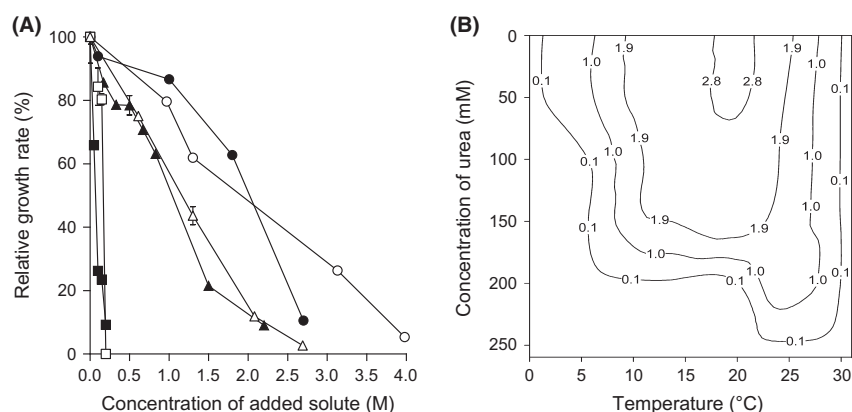 (A)
Relative growth rate (%)
100
80
60
40
20
0
0.0 0.5 1.0 1.5 2.0 2.5 3.0 3.5 4.0
Concentration of added solute (M)
(B)
Concentration of urea (mM)
0
50
100
150
200
250
0 5 10 15 20 25 30
Temperature (°C)
0.1 1.0 1.9 2.8 2.8 1.9 1.0 0.1
1.9 1.0 0.1
0.1
0.1 1.9 1.9 1.0
1.0 1.0
0.1 0.1 1.0 0.1